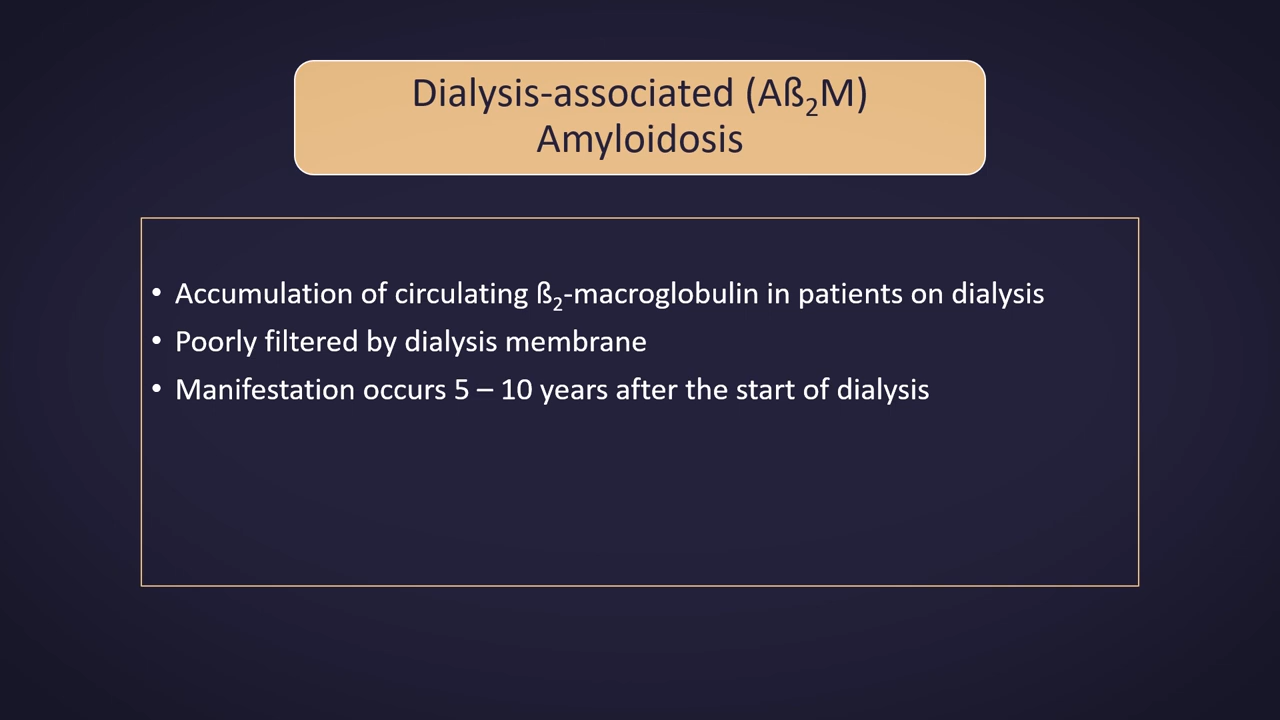 Dialysis-associated (Aß₂M)
Amyloidosis
• Accumulation of circulating ß₂-macroglobulin in patients on dialysis
• Poorly filtered by dialysis membrane
• Manifestation occurs 5 – 10 years after the start of dialysis